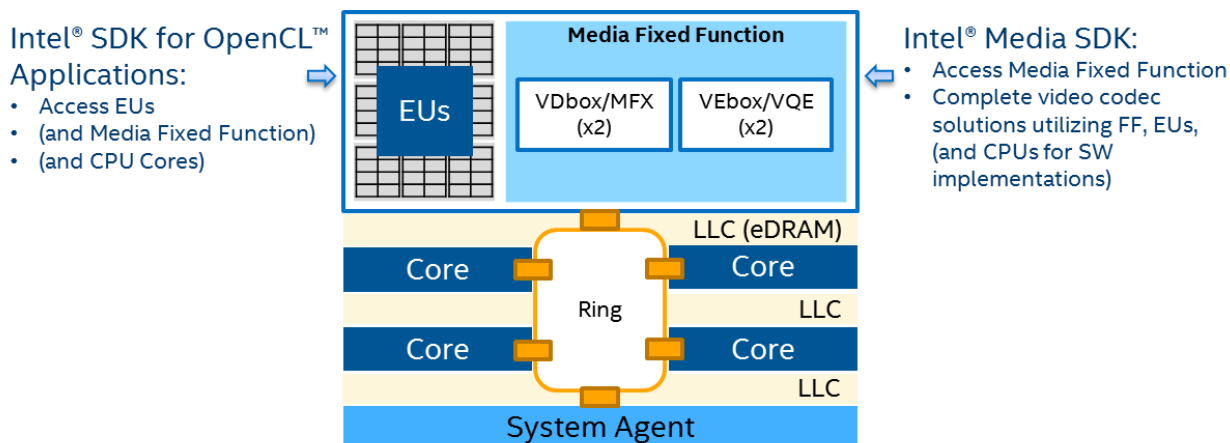 Intel® SDK for OpenCL™
Applications:
• Access EUs
• (and Media Fixed Function)
• (and CPU Cores)
EUs
Media Fixed Function
VDbox/MFX
(x2)
VEbox/VQE
(x2)
Intel® Media SDK:
• Access Media Fixed Function
• Complete video codec
solutions utilizing FF, EUs,
(and CPUs for SW
implementations)
LLC (eDRAM)
Core
Core
Ring
LLC
Core
Core
LLC
System Agent